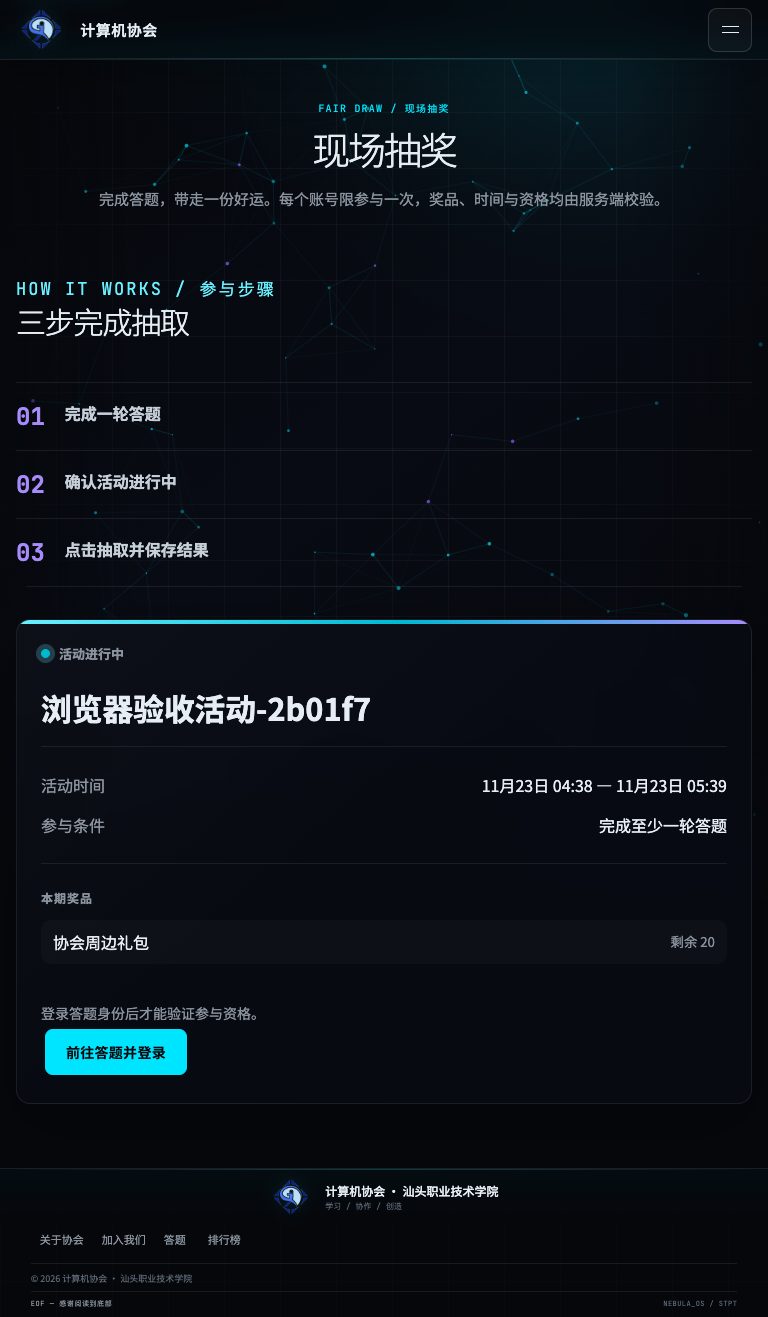 计算机协会
FAIR DRAW / 现场抽奖
现场抽奖
完成答题，带走一份好运。每个账号限参与一次，奖品、时间与资格均由服务端校验。
HOW IT WORKS / 参与步骤
三步完成抽取
01 完成一轮答题
02 确认活动进行中
03 点击抽取并保存结果
活动进行中
浏览器验收活动-2b01f7
活动时间 11月23日 04:38 — 11月23日 05:39
参与条件 完成至少一轮答题
本期奖品
协会周边礼包 剩余 20
登录答题身份后才能验证参与资格。
前往答题并登录
计算机协会 · 汕头职业技术学院
学习 / 协作 / 创造
关于协会 加入我们 答题 排行榜
© 2026 计算机协会 · 汕头职业技术学院
EOF — 感谢阅读到底部 NEBULA_OS / STPT